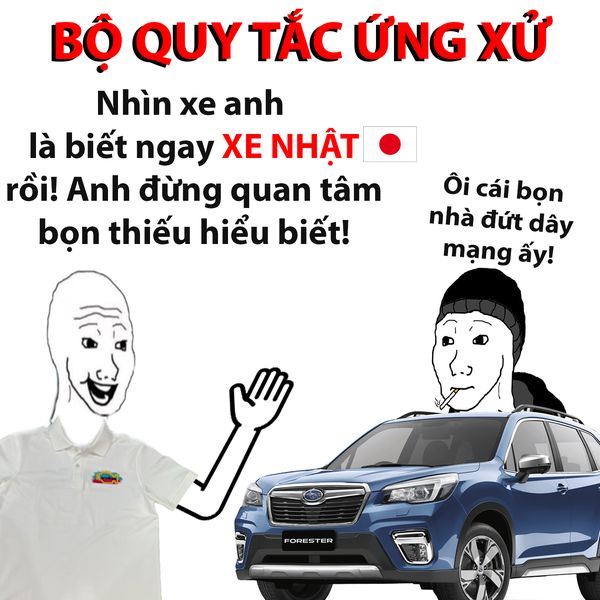 BỘ QUY TẮC ỨNG XỬ
Nhìn xe anh
là biết ngay XE NHẬT
rồi! Anh đừng quan tâm
bọn thiếu hiểu biết!
Ôi cái bọn
nhà đứt dây
mạng ấy!
FORESTER